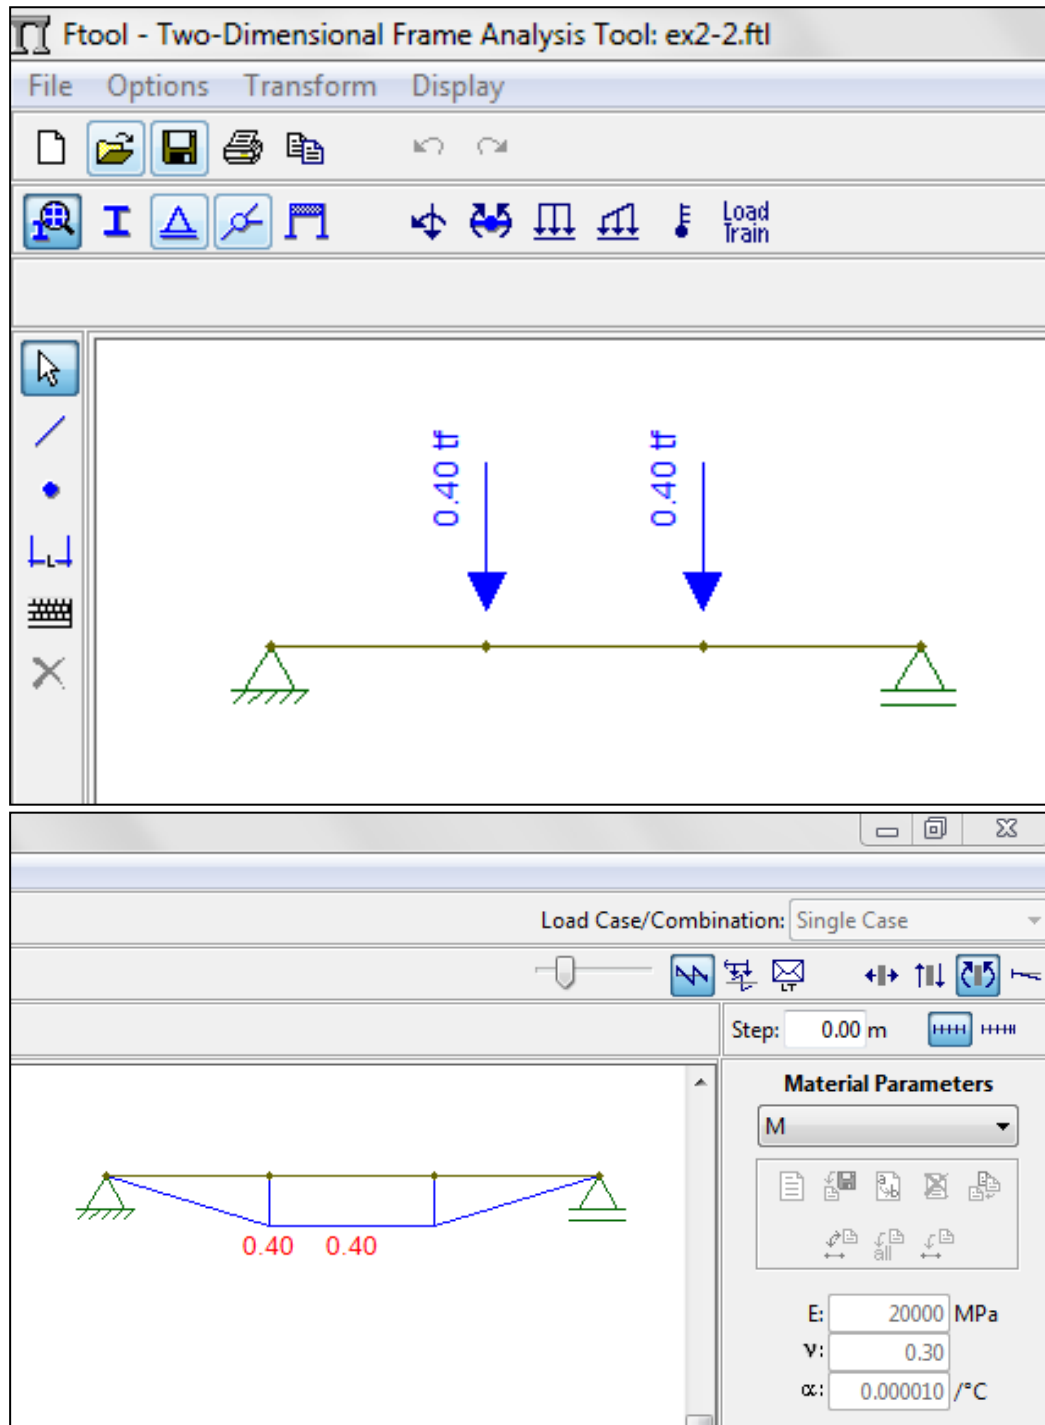 Ftool - Two-Dimensional Frame Analysis Tool: ex2-2.ftl
File Options Transform Display
Load
Train
L
0.40 tf
0.40 tf
Load Case/Combination: Single Case
LT
Step: 0.00 m
Material Parameters
M
a
b
all
0.40 0.40
E: 20000 MPa
ν: 0.30
α: 0.000010 /°C